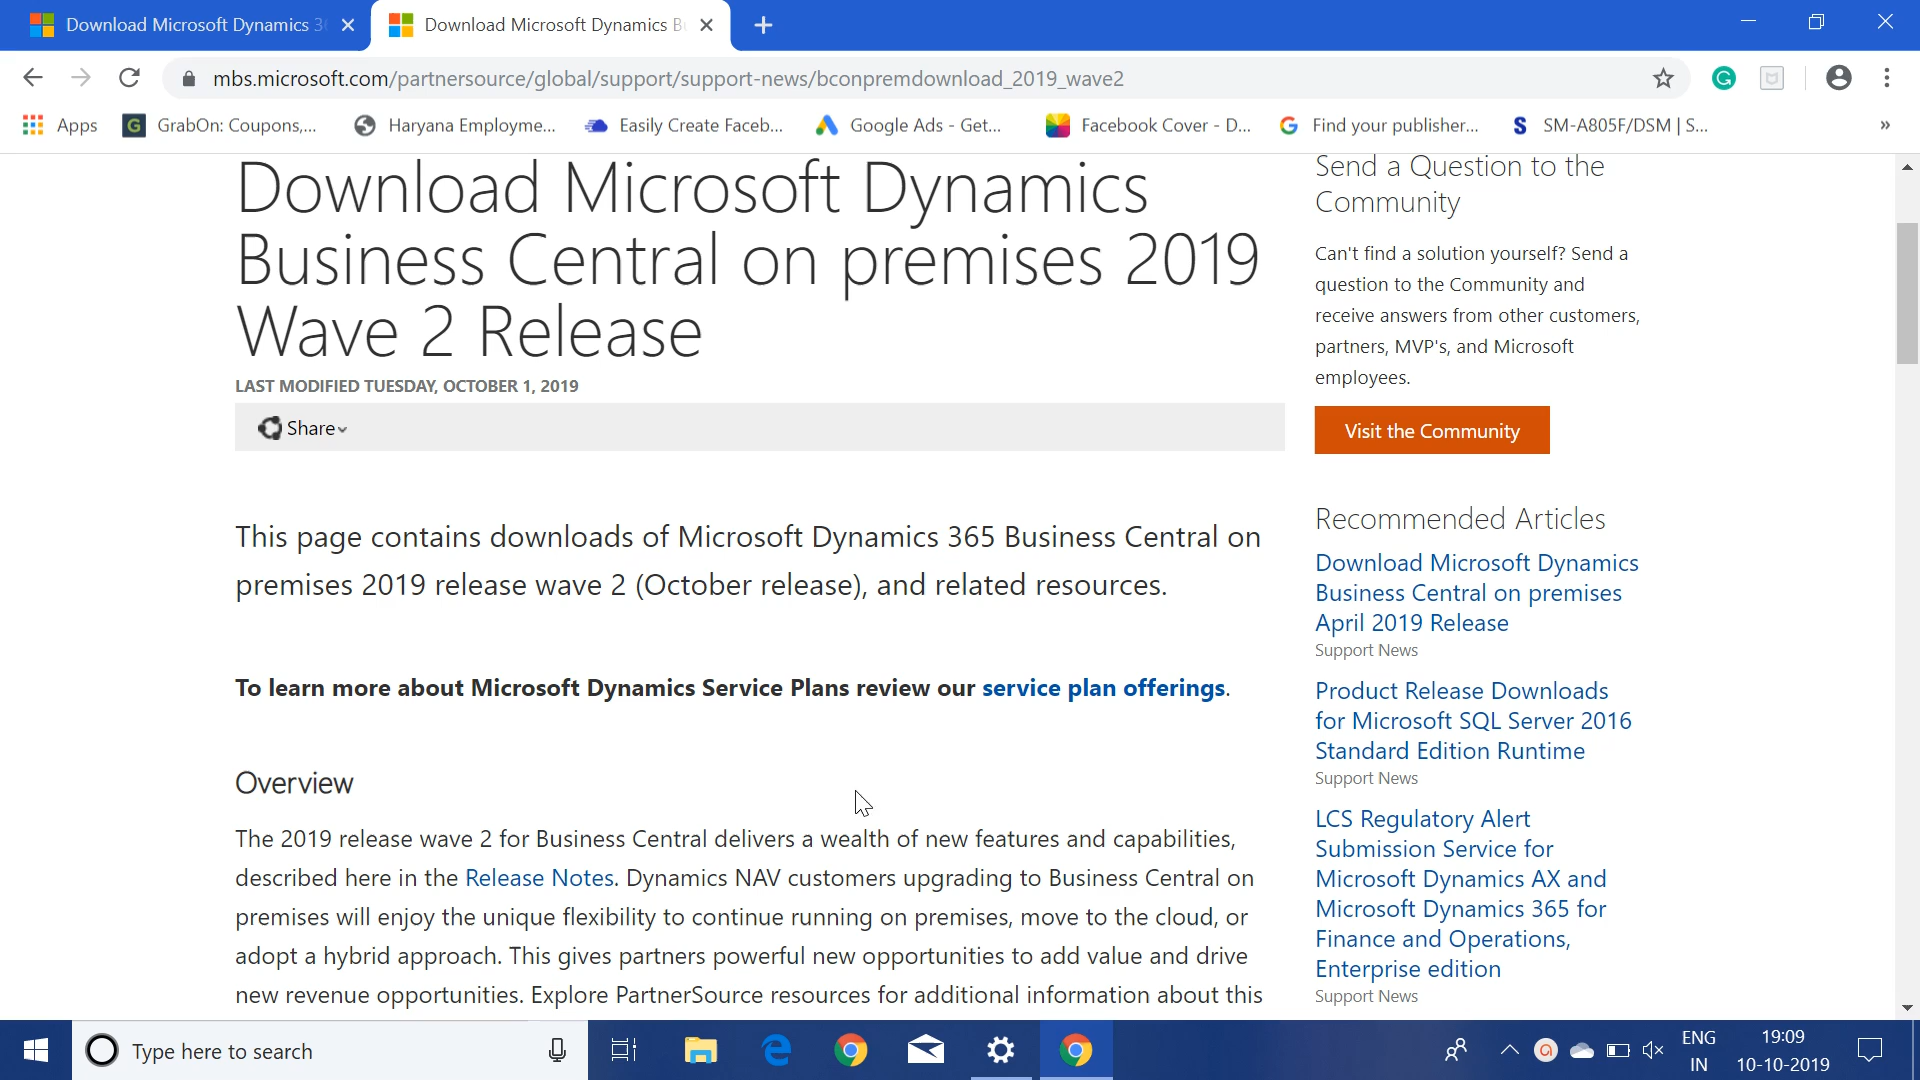 Download Microsoft Dynamics 3
Download Microsoft Dynamics B
mbs.microsoft.com/partnersource/global/support/support-news/bconpremdownload_2019_wave2
Apps
GrabOn: Coupons,...
Haryana Employme...
Easily Create Faceb...
Google Ads - Get...
Facebook Cover - D...
Find your publisher...
SM-A805F/DSM | S...
»
Download Microsoft Dynamics
Business Central on premises 2019
Wave 2 Release
LAST MODIFIED TUESDAY, OCTOBER 1, 2019
Share
This page contains downloads of Microsoft Dynamics 365 Business Central on
premises 2019 release wave 2 (October release), and related resources.
To learn more about Microsoft Dynamics Service Plans review our service plan offerings.
Overview
The 2019 release wave 2 for Business Central delivers a wealth of new features and capabilities,
described here in the Release Notes. Dynamics NAV customers upgrading to Business Central on
premises will enjoy the unique flexibility to continue running on premises, move to the cloud, or
adopt a hybrid approach. This gives partners powerful new opportunities to add value and drive
new revenue opportunities. Explore PartnerSource resources for additional information about this
Send a Question to the
Community
Can't find a solution yourself? Send a
question to the Community and
receive answers from other customers,
partners, MVP's, and Microsoft
employees.
Visit the Community
Recommended Articles
Download Microsoft Dynamics
Business Central on premises
April 2019 Release
Support News
Product Release Downloads
for Microsoft SQL Server 2016
Standard Edition Runtime
Support News
LCS Regulatory Alert
Submission Service for
Microsoft Dynamics AX and
Microsoft Dynamics 365 for
Finance and Operations,
Enterprise edition
Support News
Type here to search
ENG
IN
19:09
10-10-2019